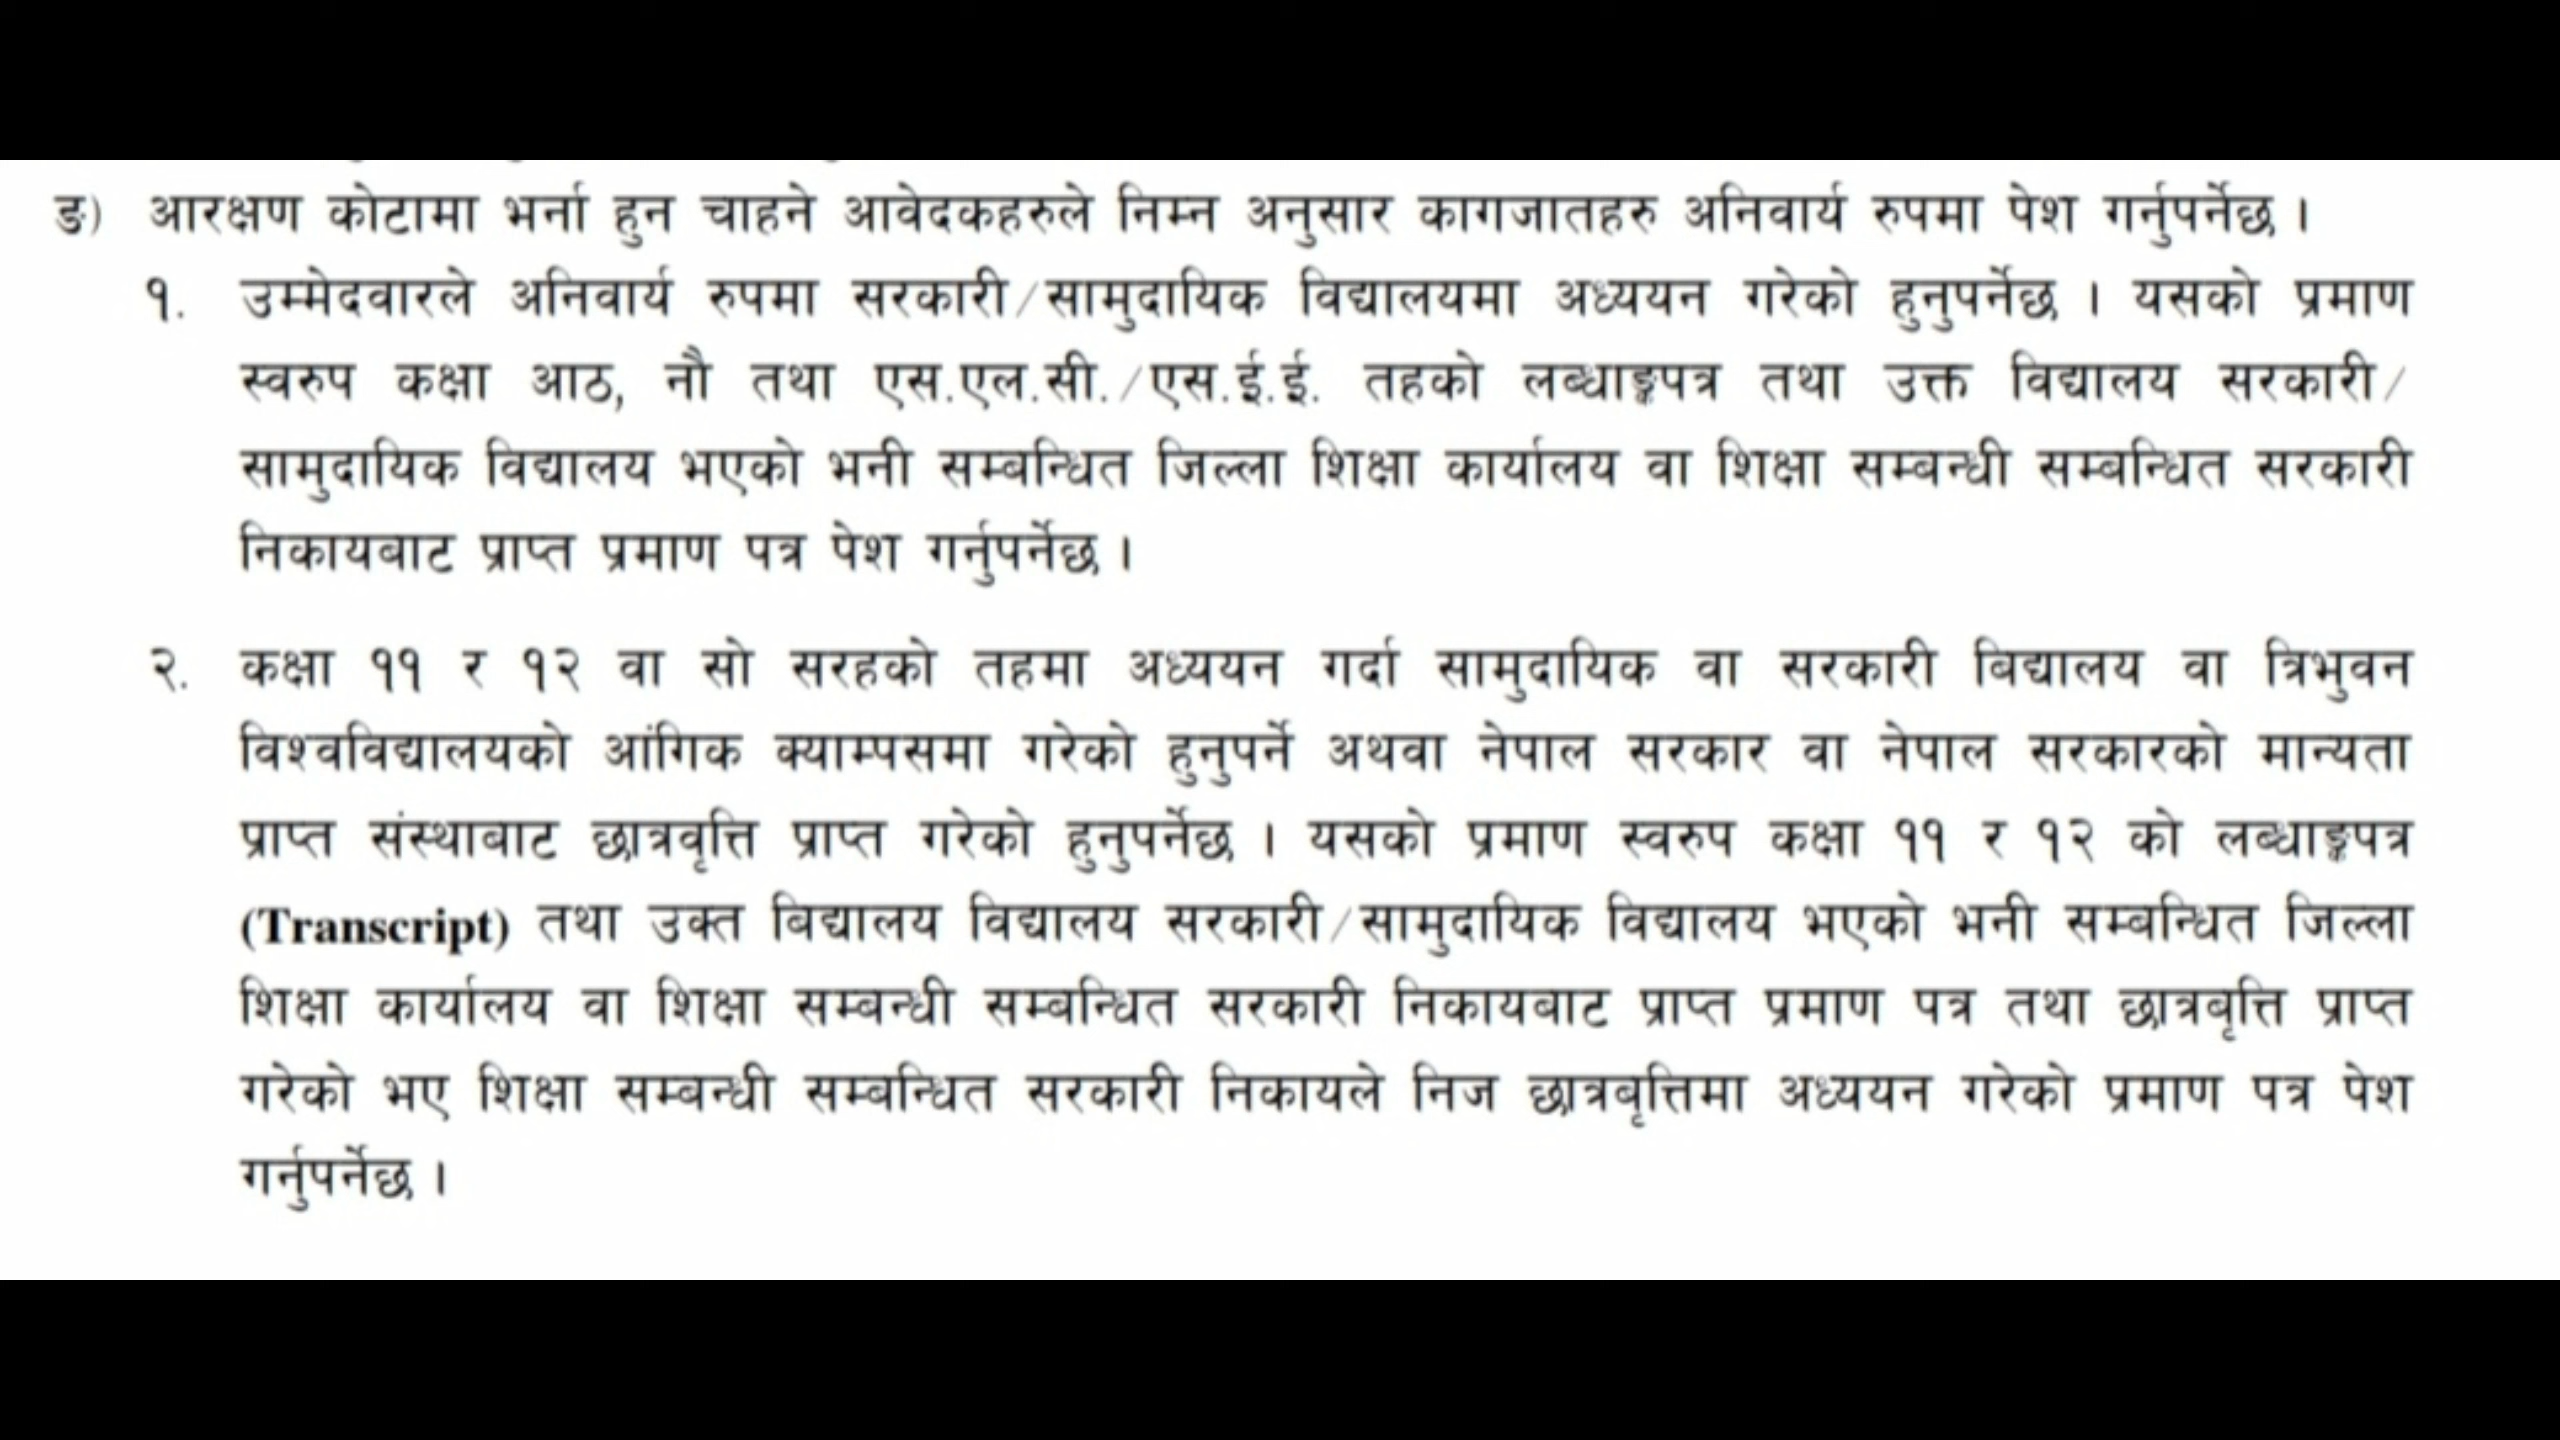 ङ) आरक्षण कोटामा भर्ना हुन चाहने आवेदकहरुले निम्न अनुसार कागजातहरु अनिवार्य रुपमा पेश गर्नुपर्नेछ ।
१. उम्मेदवारले अनिवार्य रुपमा सरकारी/सामुदायिक विद्यालयमा अध्ययन गरेको हुनुपर्नेछ । यसको प्रमाण
स्वरुप कक्षा आठ, नौ तथा एस.एल.सी./एस.ई.ई. तहको लब्धाङ्कपत्र तथा उक्त विद्यालय सरकारी/
सामुदायिक विद्यालय भएको भनी सम्बन्धित जिल्ला शिक्षा कार्यालय वा शिक्षा सम्बन्धी सम्बन्धित सरकारी
निकायबाट प्राप्त प्रमाण पत्र पेश गर्नुपर्नेछ ।
२. कक्षा ११ र १२ वा सो सरहको तहमा अध्ययन गर्दा सामुदायिक वा सरकारी बिद्यालय वा त्रिभुवन
विश्वविद्यालयको आंगिक क्याम्पसमा गरेको हुनुपर्ने अथवा नेपाल सरकार वा नेपाल सरकारको मान्यता
प्राप्त संस्थाबाट छात्रवृत्ति प्राप्त गरेको हुनुपर्नेछ । यसको प्रमाण स्वरुप कक्षा ११ र १२ को लब्धाङ्कपत्र
(Transcript) तथा उक्त बिद्यालय विद्यालय सरकारी/सामुदायिक विद्यालय भएको भनी सम्बन्धित जिल्ला
शिक्षा कार्यालय वा शिक्षा सम्बन्धी सम्बन्धित सरकारी निकायबाट प्राप्त प्रमाण पत्र तथा छात्रबृत्ति प्राप्त
गरेको भए शिक्षा सम्बन्धी सम्बन्धित सरकारी निकायले निज छात्रबृत्तिमा अध्ययन गरेको प्रमाण पत्र पेश
गर्नुपर्नेछ ।